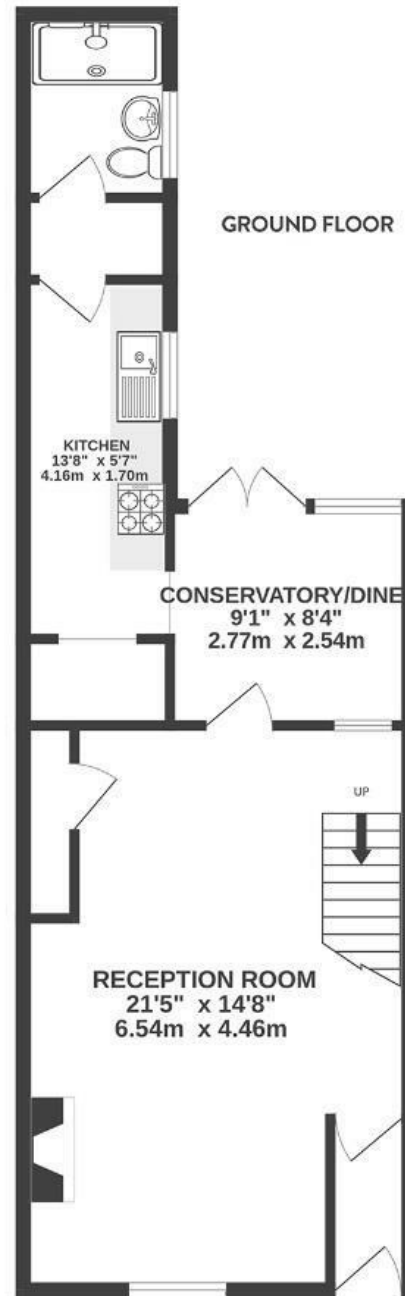 GROUND FLOOR
KITCHEN
13'8" x 5'7"
4.16m x 1.70m
CONSERVATORY/DINE
9'1" x 8'4"
2.77m x 2.54m
UP
RECEPTION ROOM
21'5" x 14'8"
6.54m x 4.46m